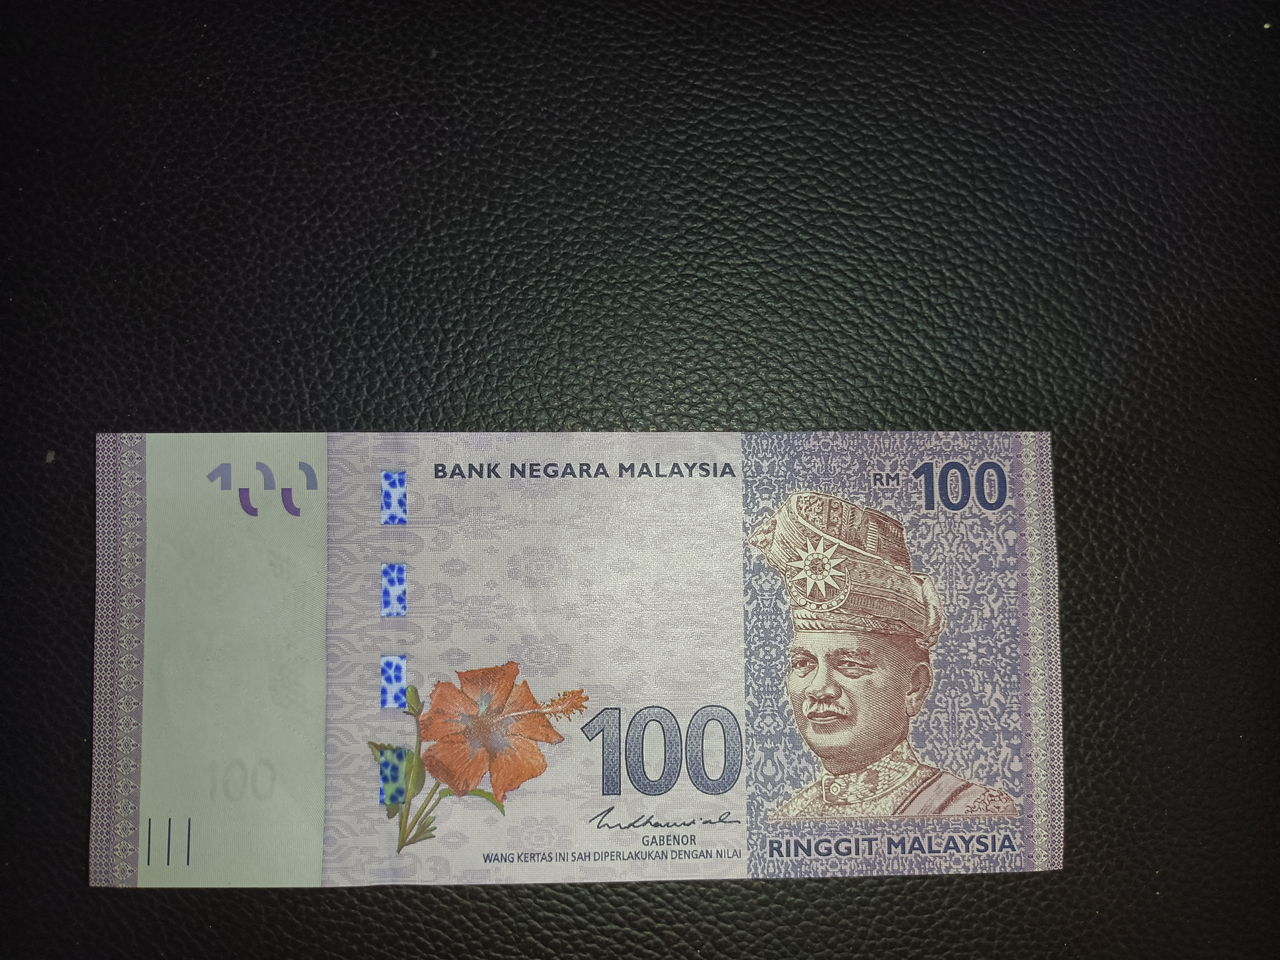 BANK NEGARA MALAYSIA
RM 100
100
100
100
GABENOR
WANG KERTAS INI SAH DIPERLAKUKAN DENGAN NILAI
RINGGIT MALAYSIA